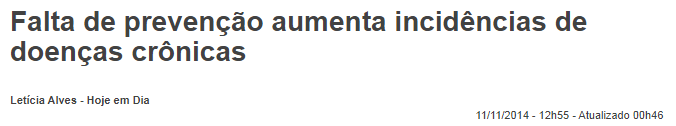 Falta de prevenção aumenta incidências de
doenças crônicas
Letícia Alves - Hoje em Dia
11/11/2014 - 12h55 - Atualizado 00h46